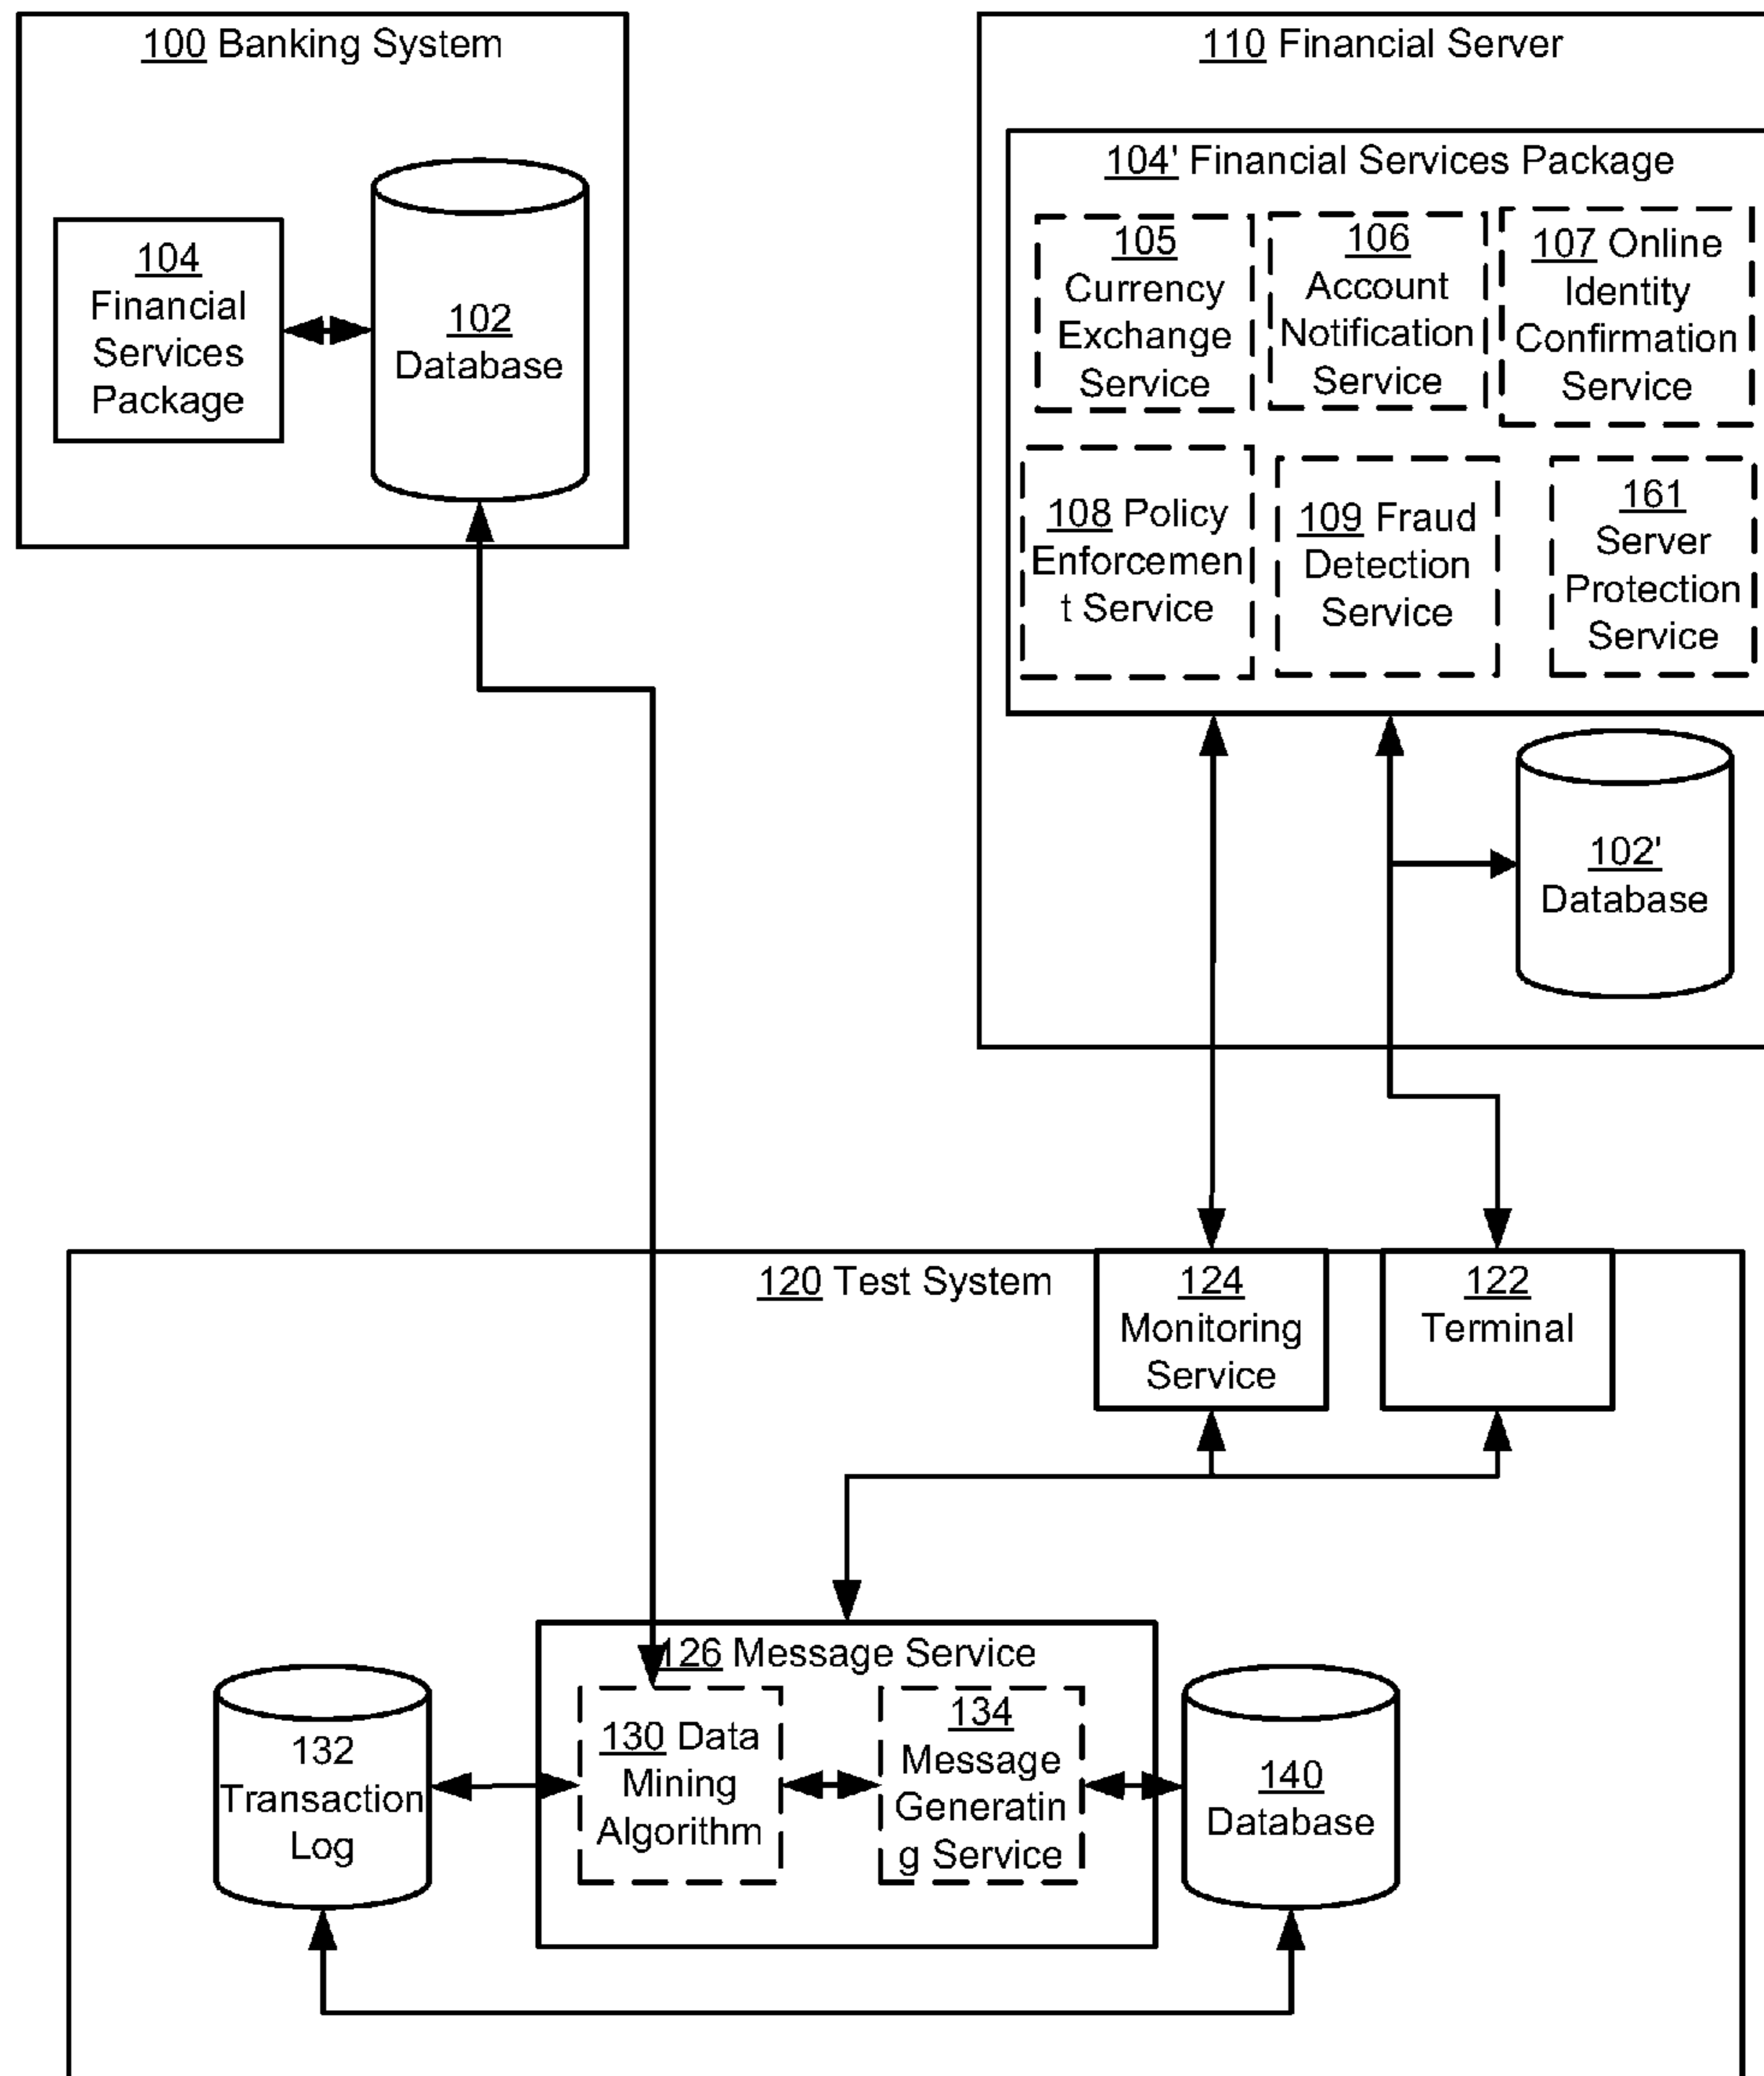 100 Banking System
104
Financial
Services
Package
102
Database
110 Financial Server
104' Financial Services Package
105
Currency
Exchange
Service
106
Account
Notification
Service
107 Online
Identity
Confirmation
Service
108 Policy
Enforcemen
t Service
109 Fraud
Detection
Service
161
Server
Protection
Service
102'
Database
120 Test System
124
Monitoring
Service
122
Terminal
126 Message Service
132
Transaction
Log
130 Data
Mining
Algorithm
134
Message
Generatin
g Service
140
Database